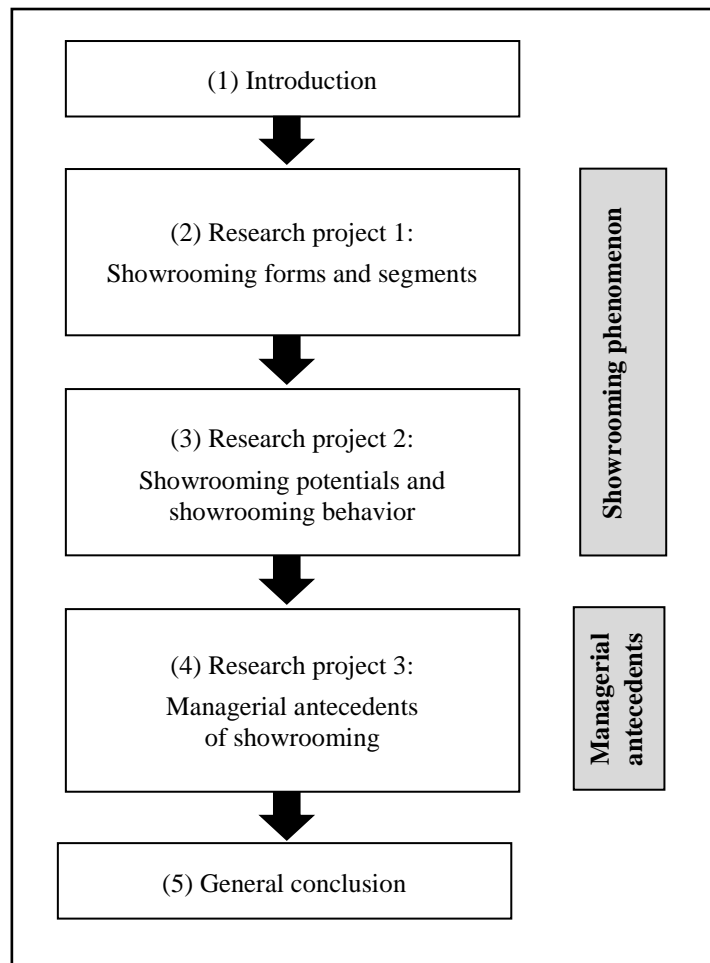 (1) Introduction
(2) Research project 1:
Showrooming forms and segments
(3) Research project 2:
Showrooming potentials and
showrooming behavior
Showrooming phenomenon
(4) Research project 3:
Managerial antecedents
of showrooming
Managerial
antecedents
(5) General conclusion